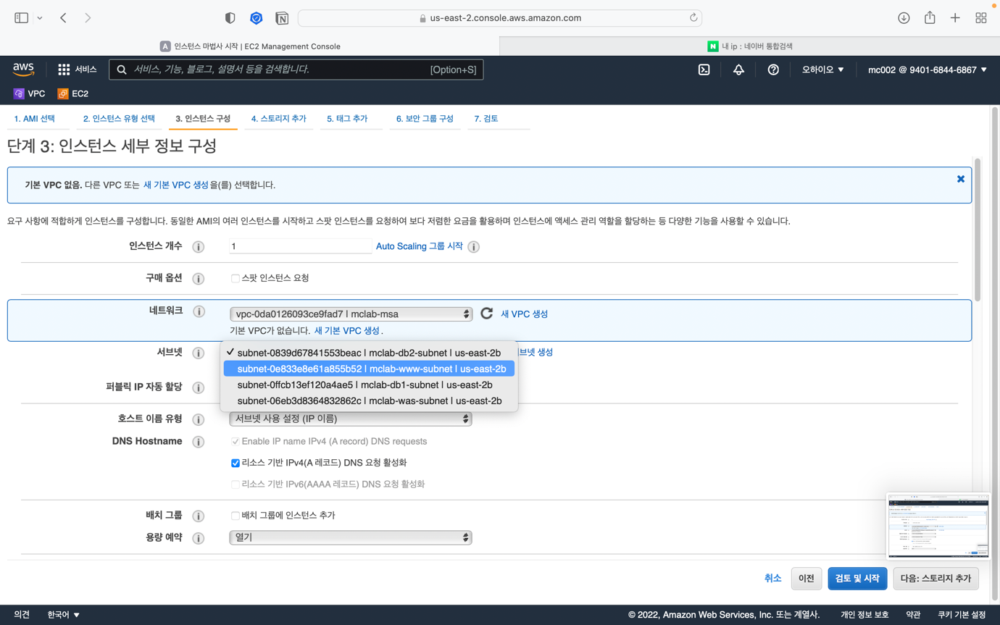 us-east-2.console.aws.amazon.com
A 인스턴스 마법사 시작 | EC2 Management Console
N 내 ip : 네이버 통합검색
aws 서비스 서비스, 기능, 블로그, 설명서 등을 검색합니다. [Option+S] 오하이오 ▼ mc002 @ 9401-6844-6867 ▼
VPC EC2
1. AMI 선택 2. 인스턴스 유형 선택 3. 인스턴스 구성 4. 스토리지 추가 5. 태그 추가 6. 보안 그룹 구성 7. 검토
단계 3: 인스턴스 세부 정보 구성
기본 VPC 없음. 다른 VPC 또는 새 기본 VPC 생성 을(를) 선택합니다.
요구 사항에 적합하게 인스턴스를 구성합니다. 동일한 AMI의 여러 인스턴스를 시작하고 스팟 인스턴스를 요청하여 보다 저렴한 요금을 활용하며 인스턴스에 액세스 관리 역할을 할당하는 등 다양한 기능을 사용할 수 있습니다.
인스턴스 개수 1 Auto Scaling 그룹 시작
구매 옵션 스팟 인스턴스 요청
네트워크 vpc-0da0126093ce9fad7 | mclab-msa 새 VPC 생성
기본 VPC가 없습니다. 새 기본 VPC 생성.
서브넷 ✓ subnet-0839d67841553beac | mclab-db2-subnet | us-east-2b 브넷 생성
subnet-0e833e8e61a855b52 | mclab-www-subnet | us-east-2b
퍼블릭 IP 자동 할당 subnet-0ffcb13ef120a4ae5 | mclab-db1-subnet | us-east-2b
subnet-06eb3d8364832862c | mclab-was-subnet | us-east-2b
호스트 이름 유형 서브넷 사용 설정 (IP 이름)
DNS Hostname Enable IP name IPv4 (A record) DNS requests
리소스 기반 IPv4(A 레코드) DNS 요청 활성화
리소스 기반 IPv6(AAAA 레코드) DNS 요청 활성화
배치 그룹 배치 그룹에 인스턴스 추가
용량 예약 열기
취소 이전 검토 및 시작 다음: 스토리지 추가
의견 한국어 ▼ © 2022, Amazon Web Services, Inc. 또는 계열사. 개인 정보 보호 약관 쿠키 기본 설정